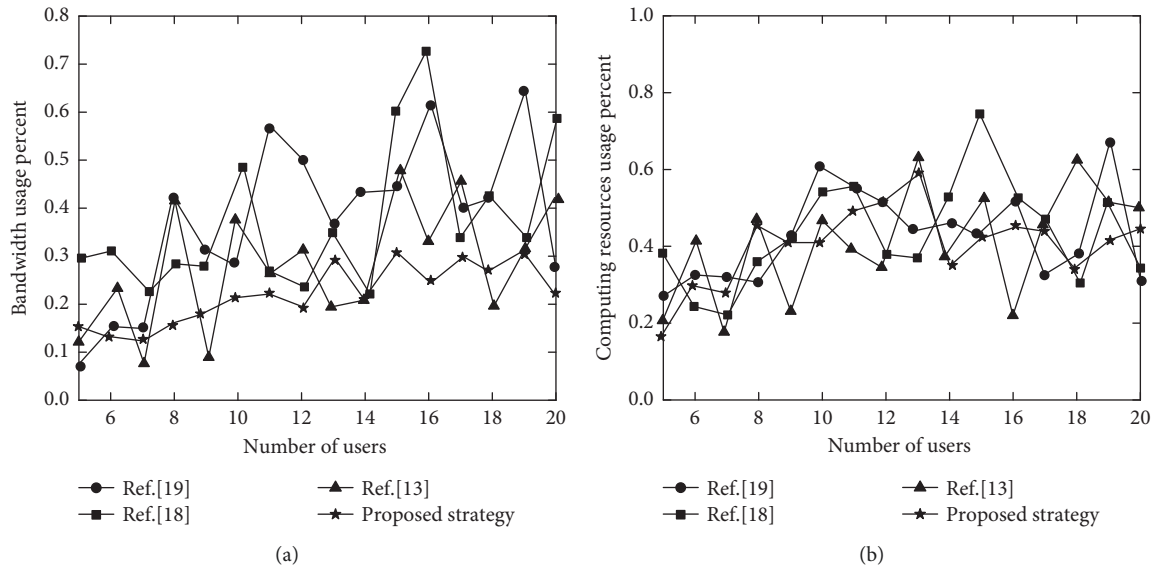 0.8
0.7
0.6
0.5
0.4
0.3
0.2
0.1
0.0
Bandwidth usage percent
6 8 10 12 14 16 18 20
Number of users
Ref.[19]
Ref.[18]
Ref.[13]
Proposed strategy
(a)
1.0
0.8
0.6
0.4
0.2
0.0
Computing resources usage percent
6 8 10 12 14 16 18 20
Number of users
Ref.[19]
Ref.[18]
Ref.[13]
Proposed strategy
(b)